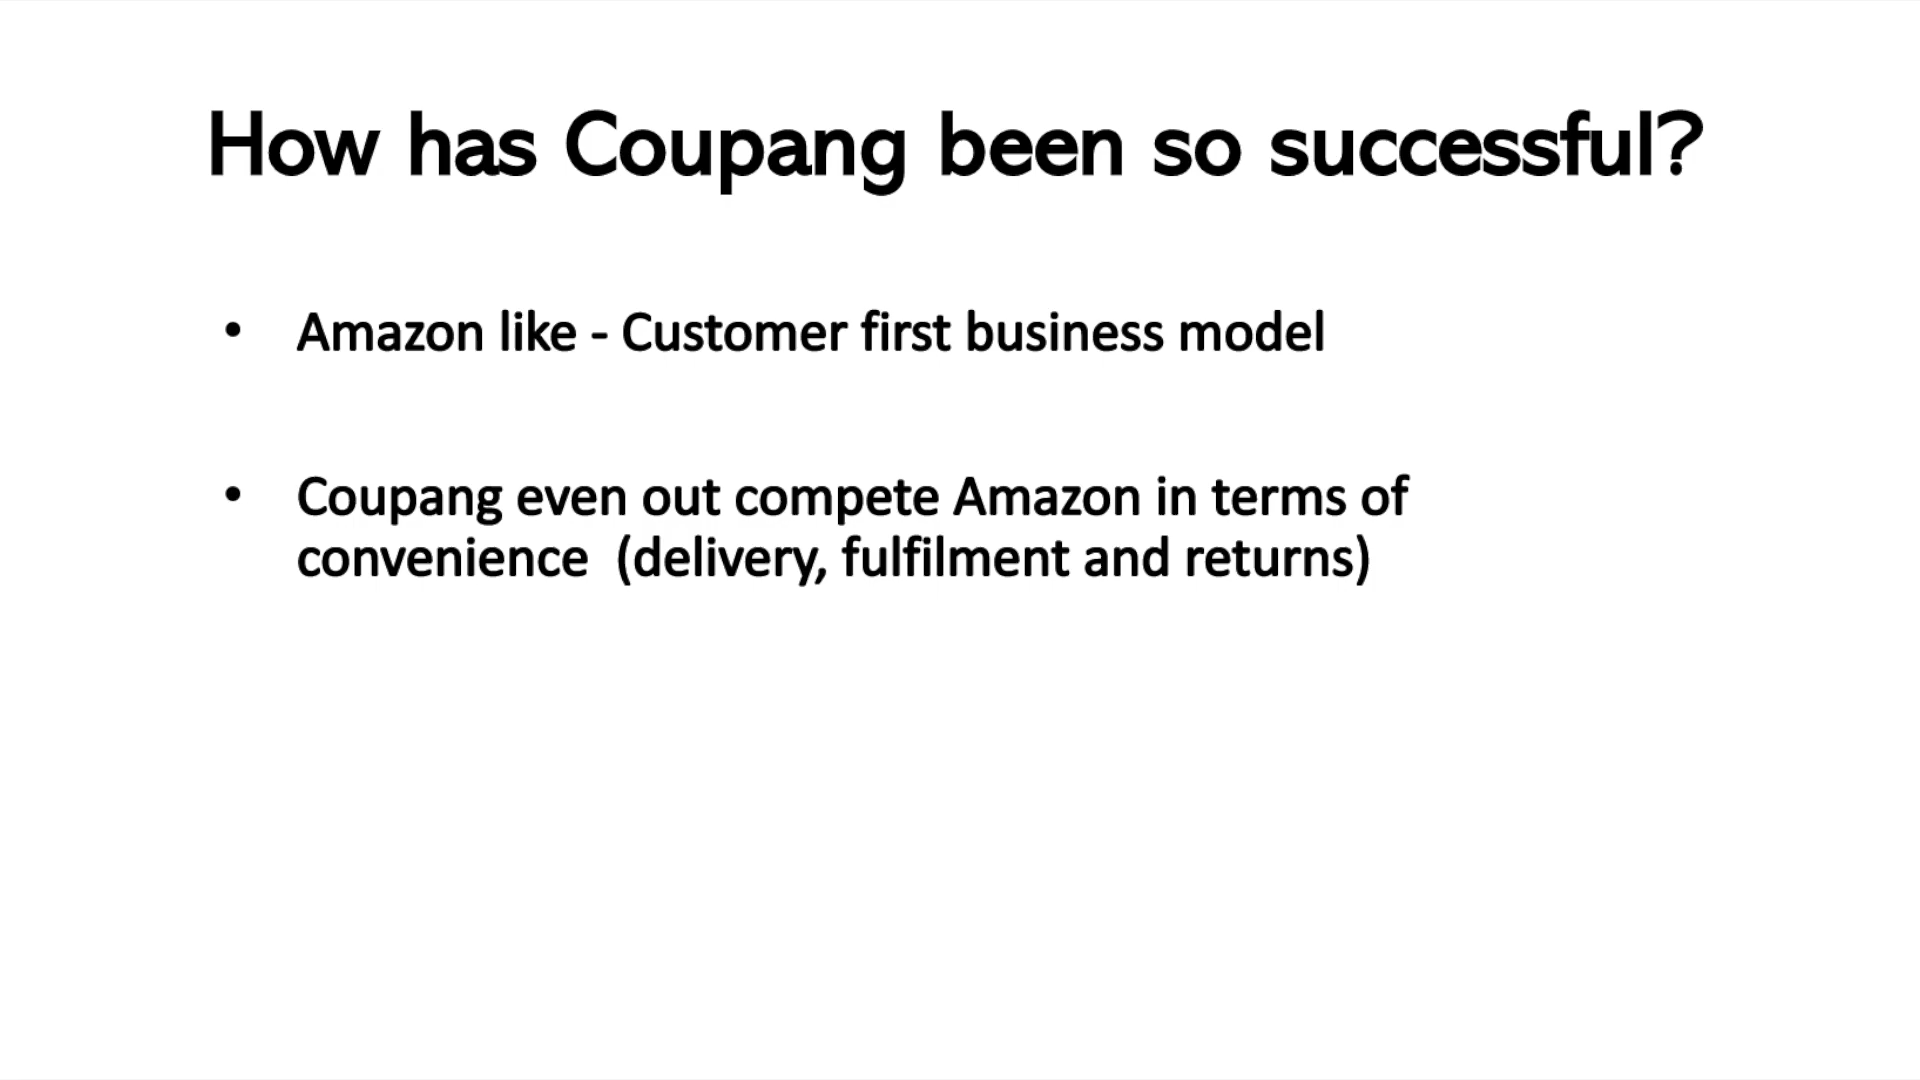 How has Coupang been so successful?
• Amazon like - Customer first business model
• Coupang even out compete Amazon in terms of
convenience  (delivery, fulfilment and returns)